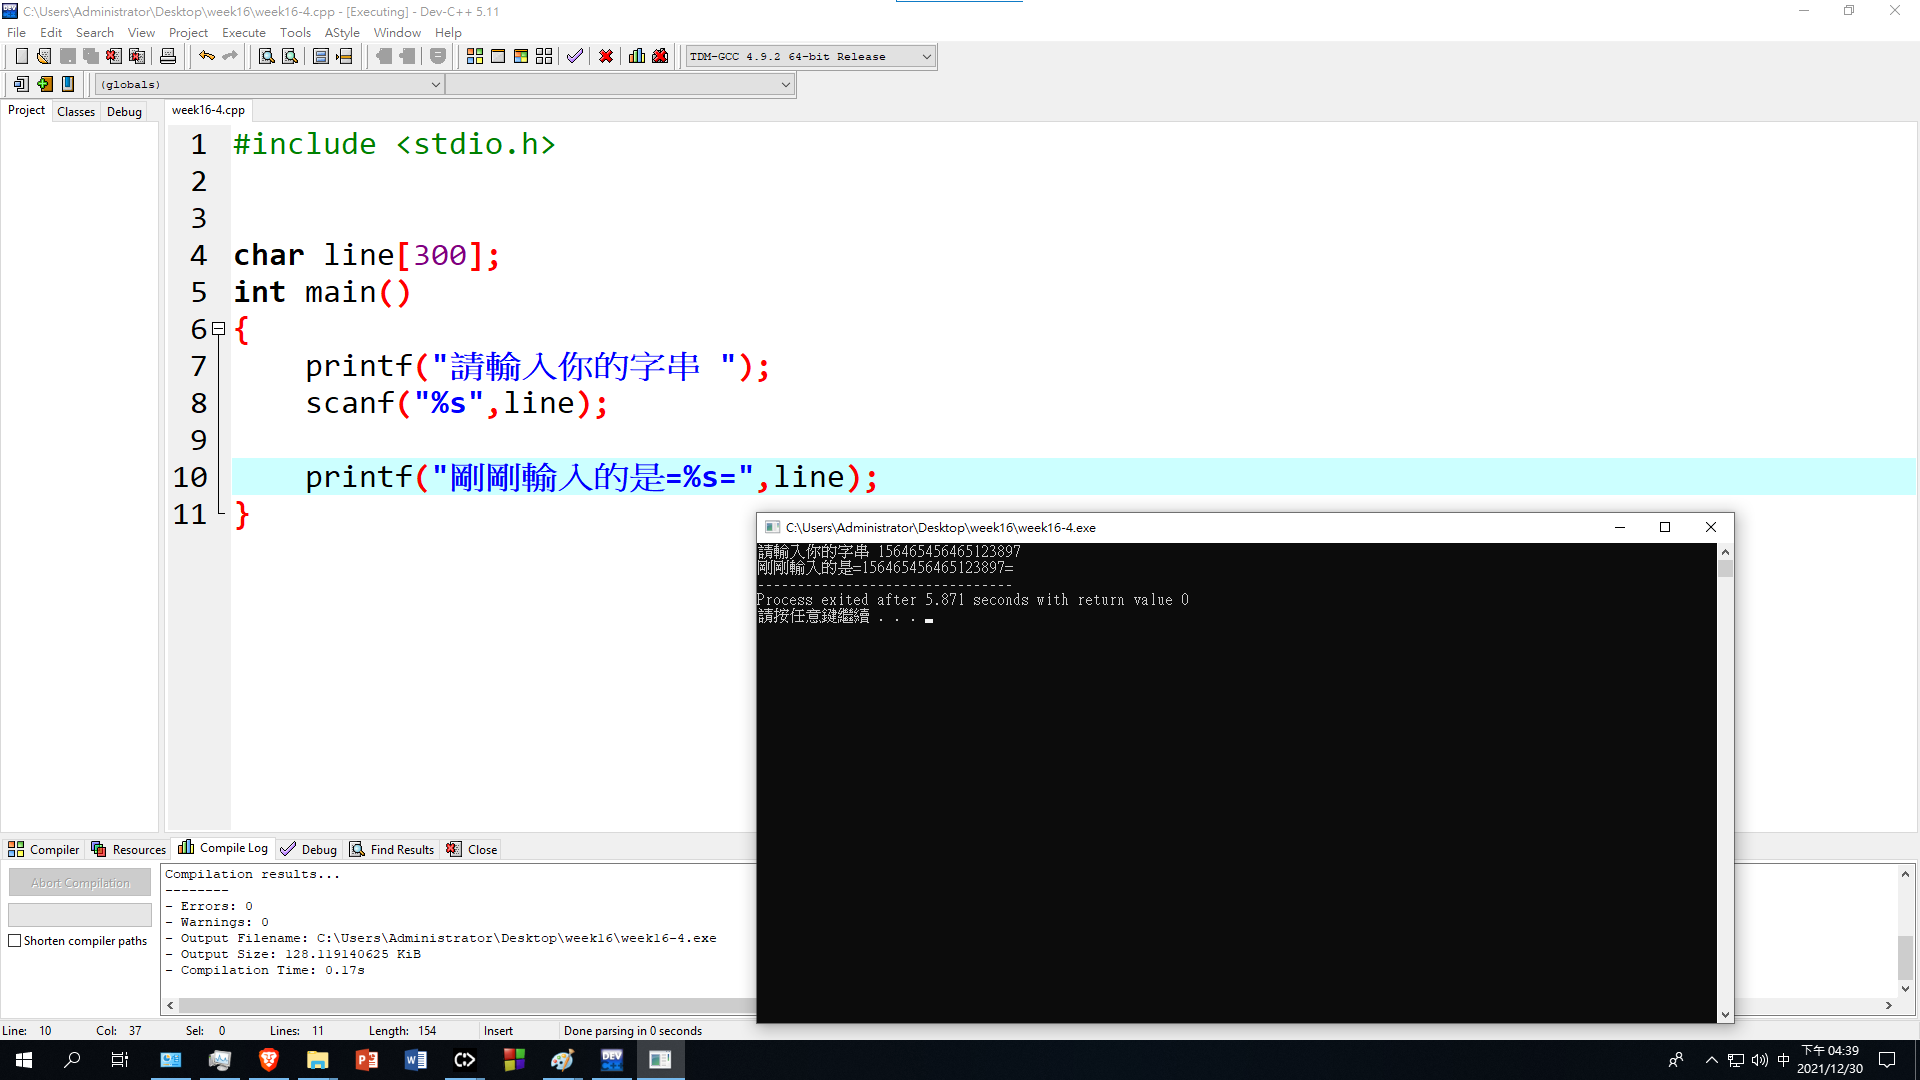 C:\Users\Administrator\Desktop\week16\week16-4.cpp - [Executing] - Dev-C++ 5.11
File Edit Search View Project Execute Tools AStyle Window Help
TDM-GCC 4.9.2 64-bit Release
(globals)
Project Classes Debug
week16-4.cpp
1 #include <stdio.h>
2
3
4 char line[300];
5 int main()
6 {
7 printf("請輸入你的字串 ");
8 scanf("%s",line);
9
10 printf("剛剛輸入的是=%s=",line);
11 }
C:\Users\Administrator\Desktop\week16\week16-4.exe
請輸入你的字串 156465456465123897
剛剛輸入的是=156465456465123897=
--------------------------------
Process exited after 5.871 seconds with return value 0
請按任意鍵繼續 . . .
Compiler Resources Compile Log Debug Find Results Close
Abort Compilation
Shorten compiler paths
Compilation results...
--------
- Errors: 0
- Warnings: 0
- Output Filename: C:\Users\Administrator\Desktop\week16\week16-4.exe
- Output Size: 128.119140625 KiB
- Compilation Time: 0.17s
Line: 10 Col: 37 Sel: 0 Lines: 11 Length: 154 Insert Done parsing in 0 seconds
中
下午 04:39
2021/12/30